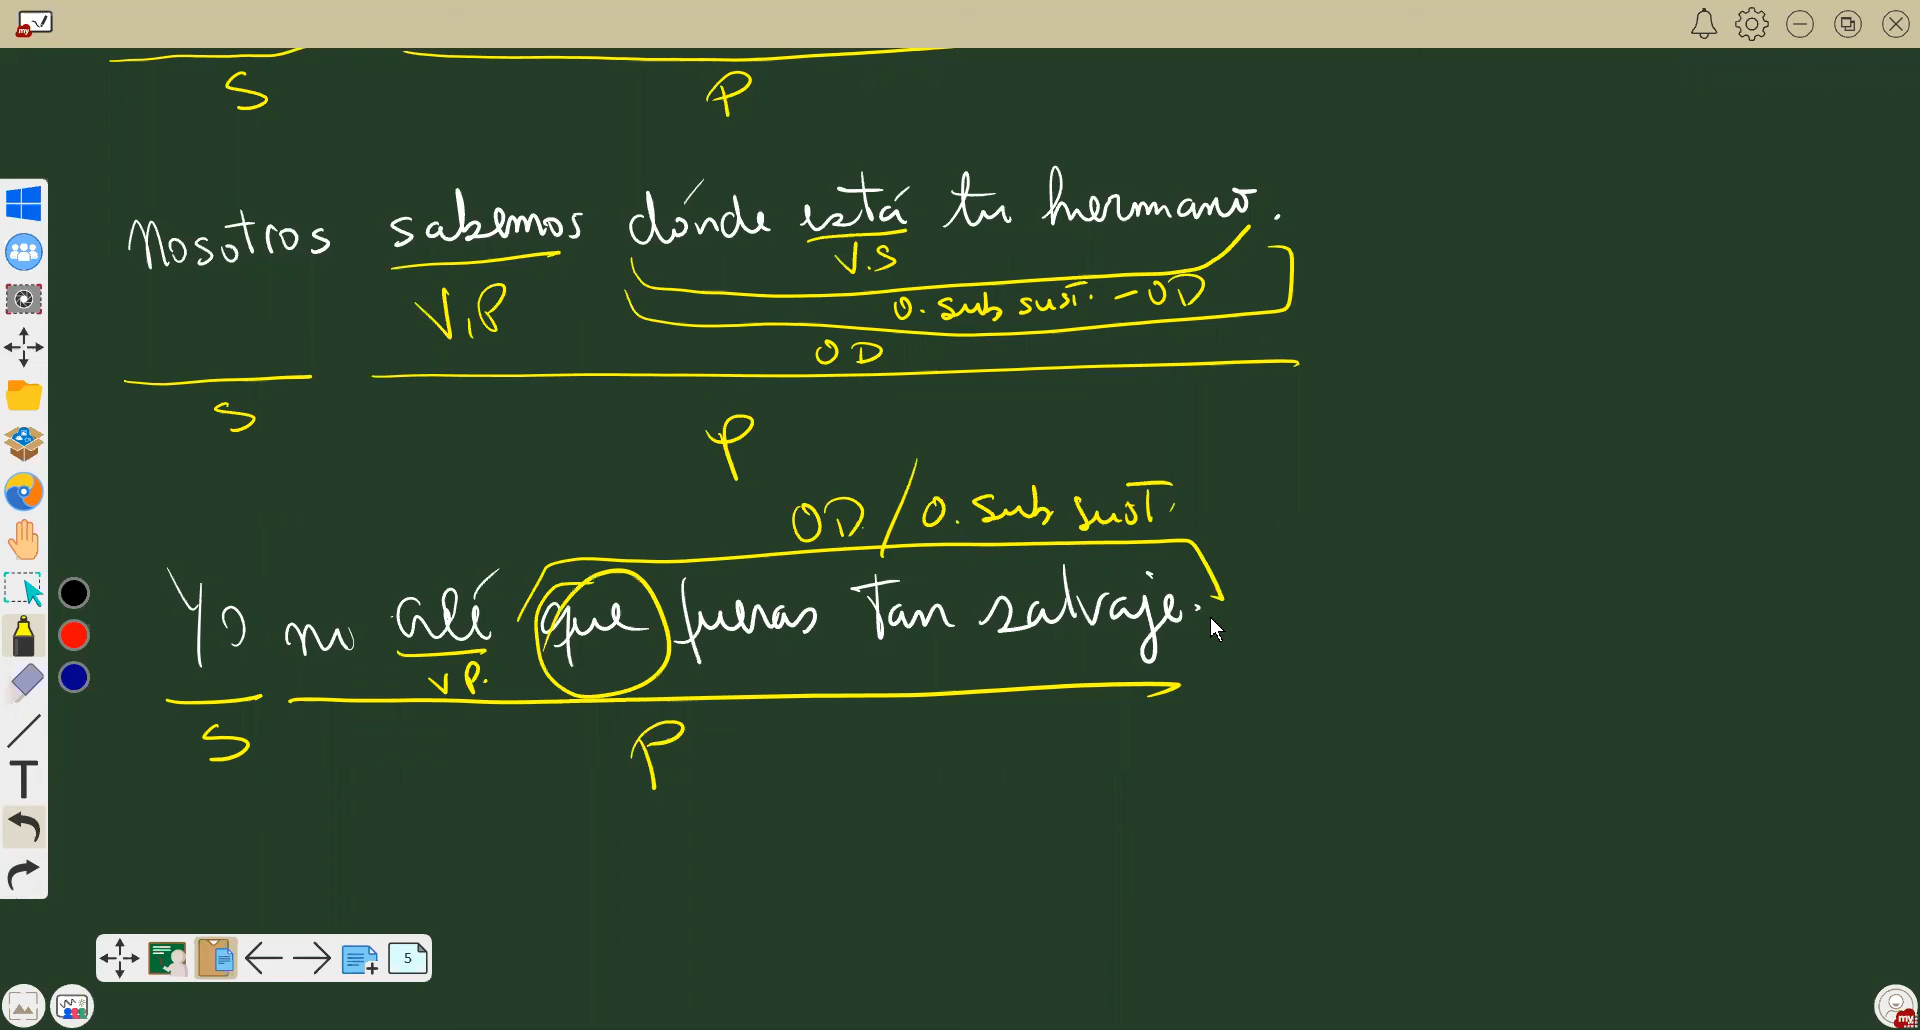 S P
Nosotros sabemos dónde está tu hermano.
V.S
V.P O. sub sust. - OD
OD
S P
OD / O. sub sust.
Yo no que fueras tan salvaje.
V P.
S P
5